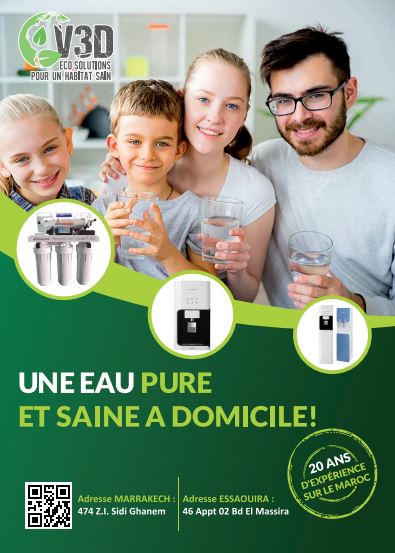 V3D
ECO SOLUTIONS
POUR UN HABITAT SAIN
UNE EAU PURE
ET SAINE A DOMICILE!
20 ANS
D'EXPÉRIENCE
SUR LE MAROC
Adresse MARRAKECH :
474 Z.I. Sidi Ghanem
Adresse ESSAOUIRA :
46 Appt 02 Bd El Massira